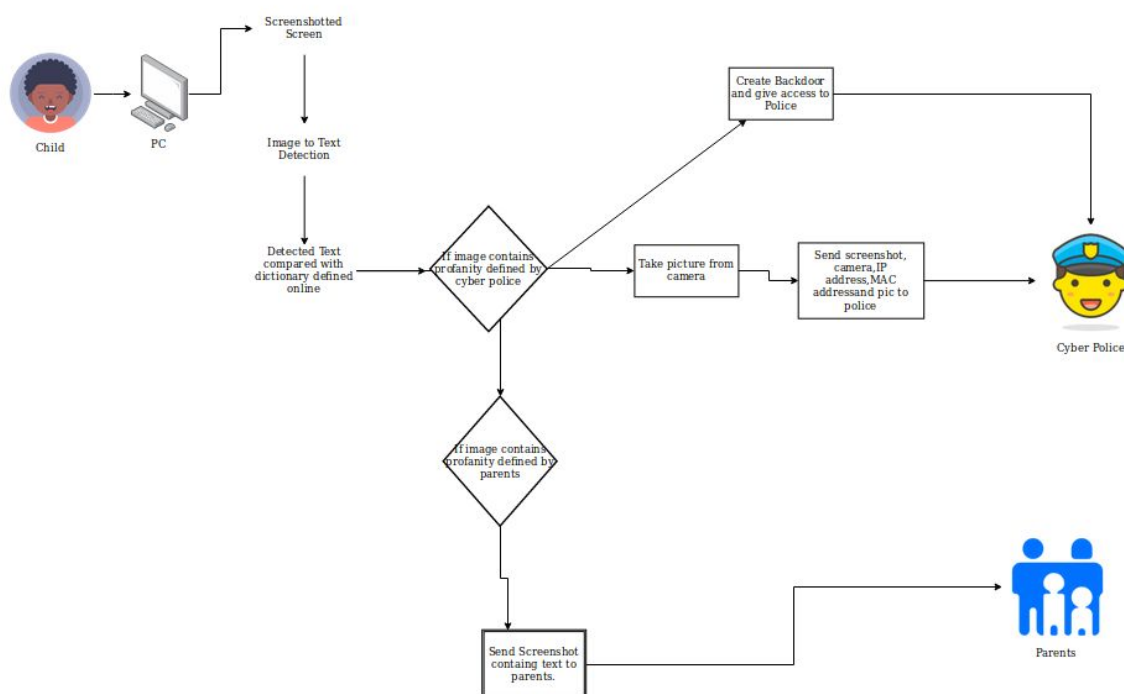 Screenshotted
Screen
Child
PC
Image to Text
Detection
Detected Text
compared with
dictionary defined
online
If image contains
profanity defined by
cyber police
Create Backdoor
and give access to
Police
Take picture from
camera
Send screenshot,
camera,IP
address,MAC
addressand pic to
police
Cyber Police
If image contains
profanity defined by
parents
Send Screenshot
containg text to
parents.
Parents